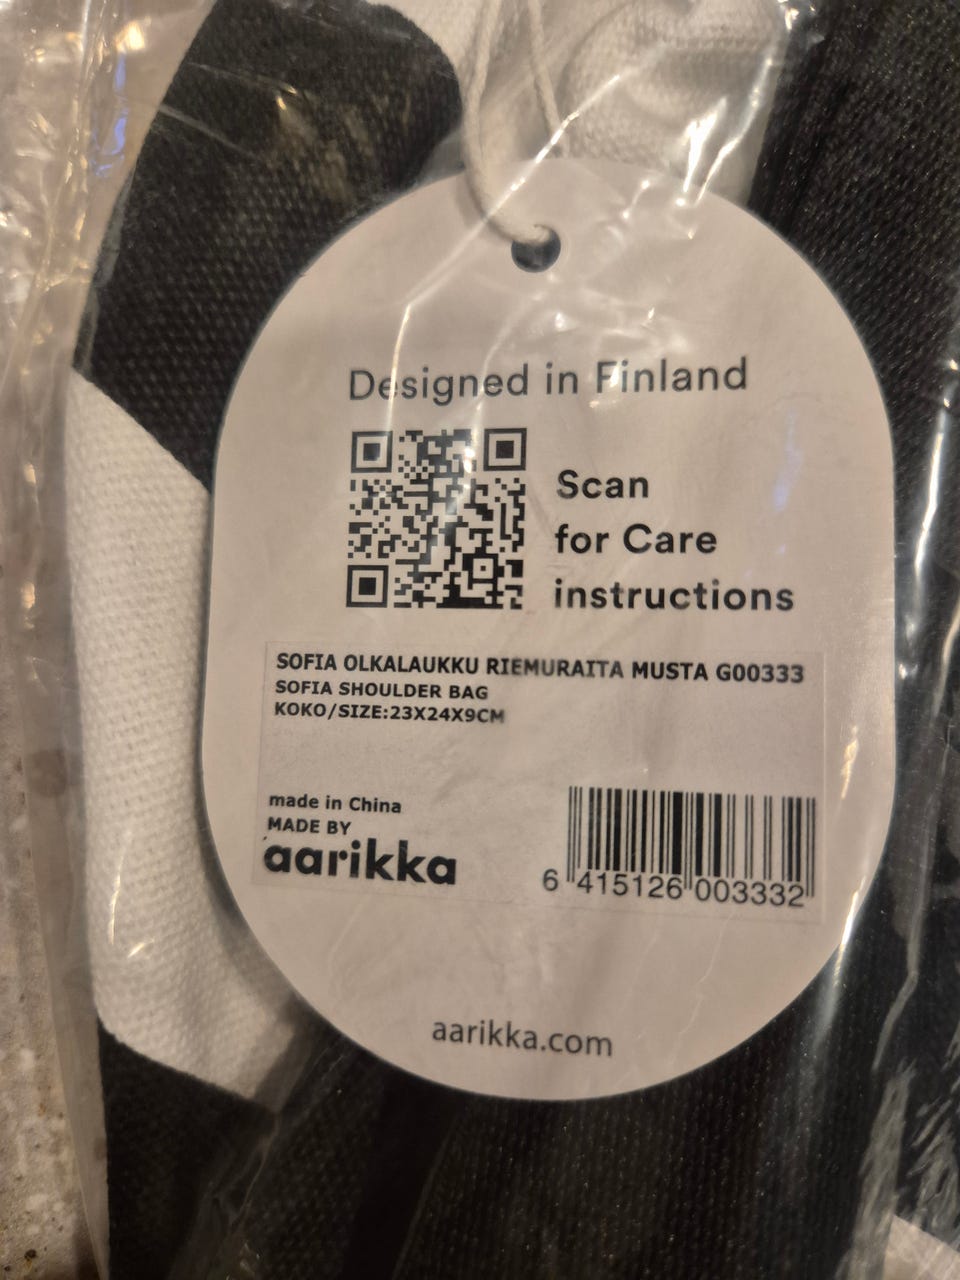 Designed in Finland
Scan
for Care
instructions
SOFIA OLKALAUKKU RIEMURAITA MUSTA G00333
SOFIA SHOULDER BAG
KOKO/SIZE:23X24X9CM
made in China
MADE BY
aarikka
6 415126 003332
aarikka.com